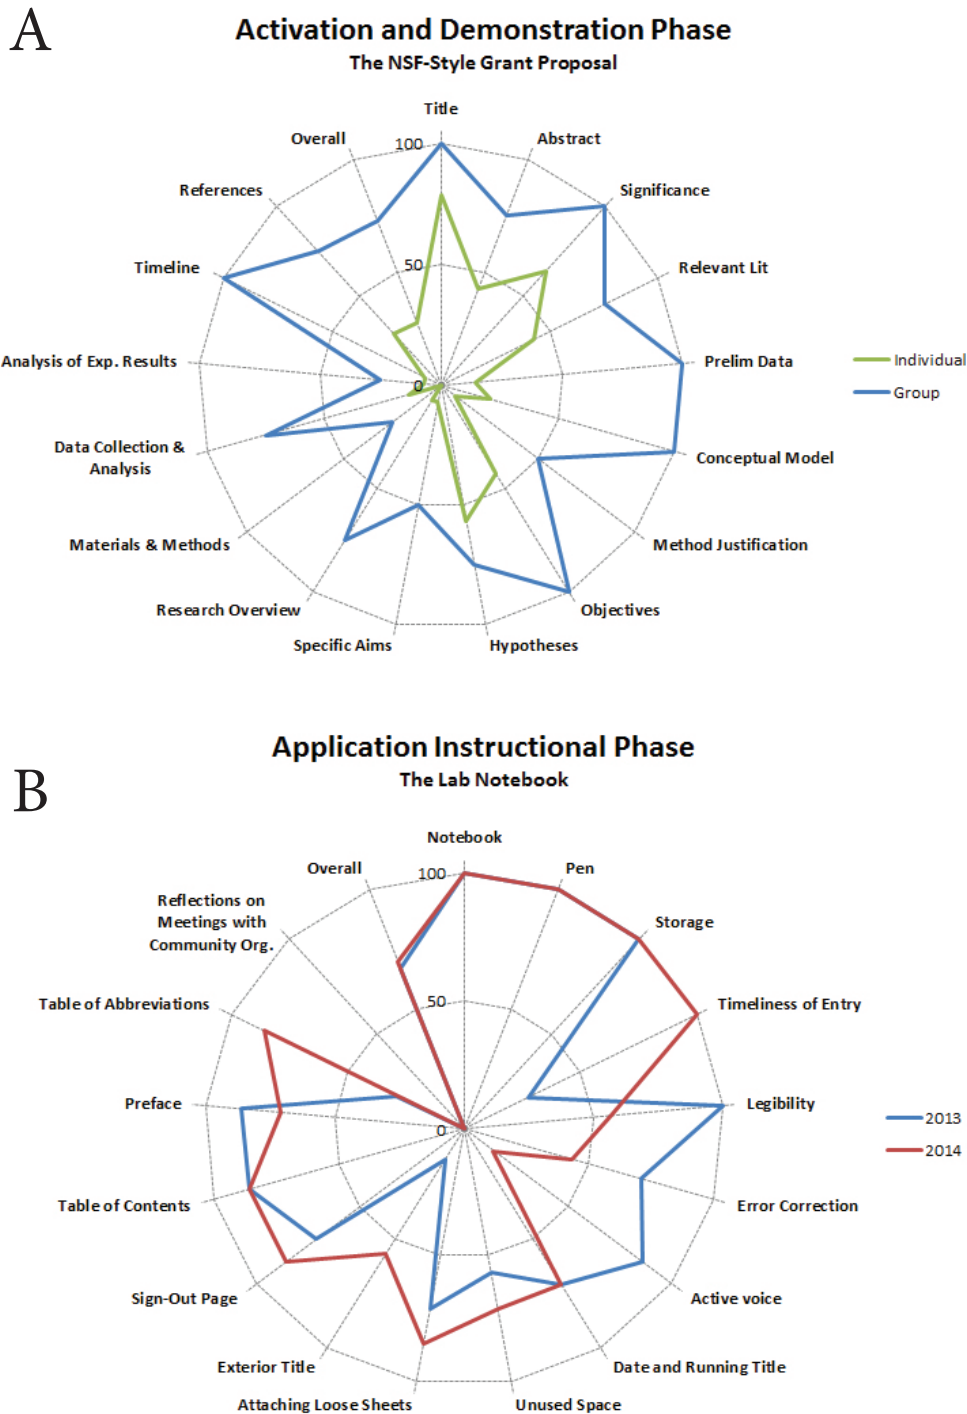 A
Activation and Demonstration Phase
The NSF-Style Grant Proposal
Title
Overall
100
Abstract
References
Significance
Timeline
50
Relevant Lit
Analysis of Exp. Results
0
Prelim Data
Individual
Group
Data Collection &
Analysis
Conceptual Model
Materials & Methods
Method Justification
Research Overview
Objectives
Specific Aims
Hypotheses
Application Instructional Phase
B
The Lab Notebook
Notebook
Overall
100
Pen
Reflections on
Meetings with
Community Org.
Storage
Table of Abbreviations
50
Timeliness of Entry
Preface
Legibility
0
2013
2014
Table of Contents
Error Correction
Sign-Out Page
Active voice
Exterior Title
Date and Running Title
Attaching Loose Sheets
Unused Space